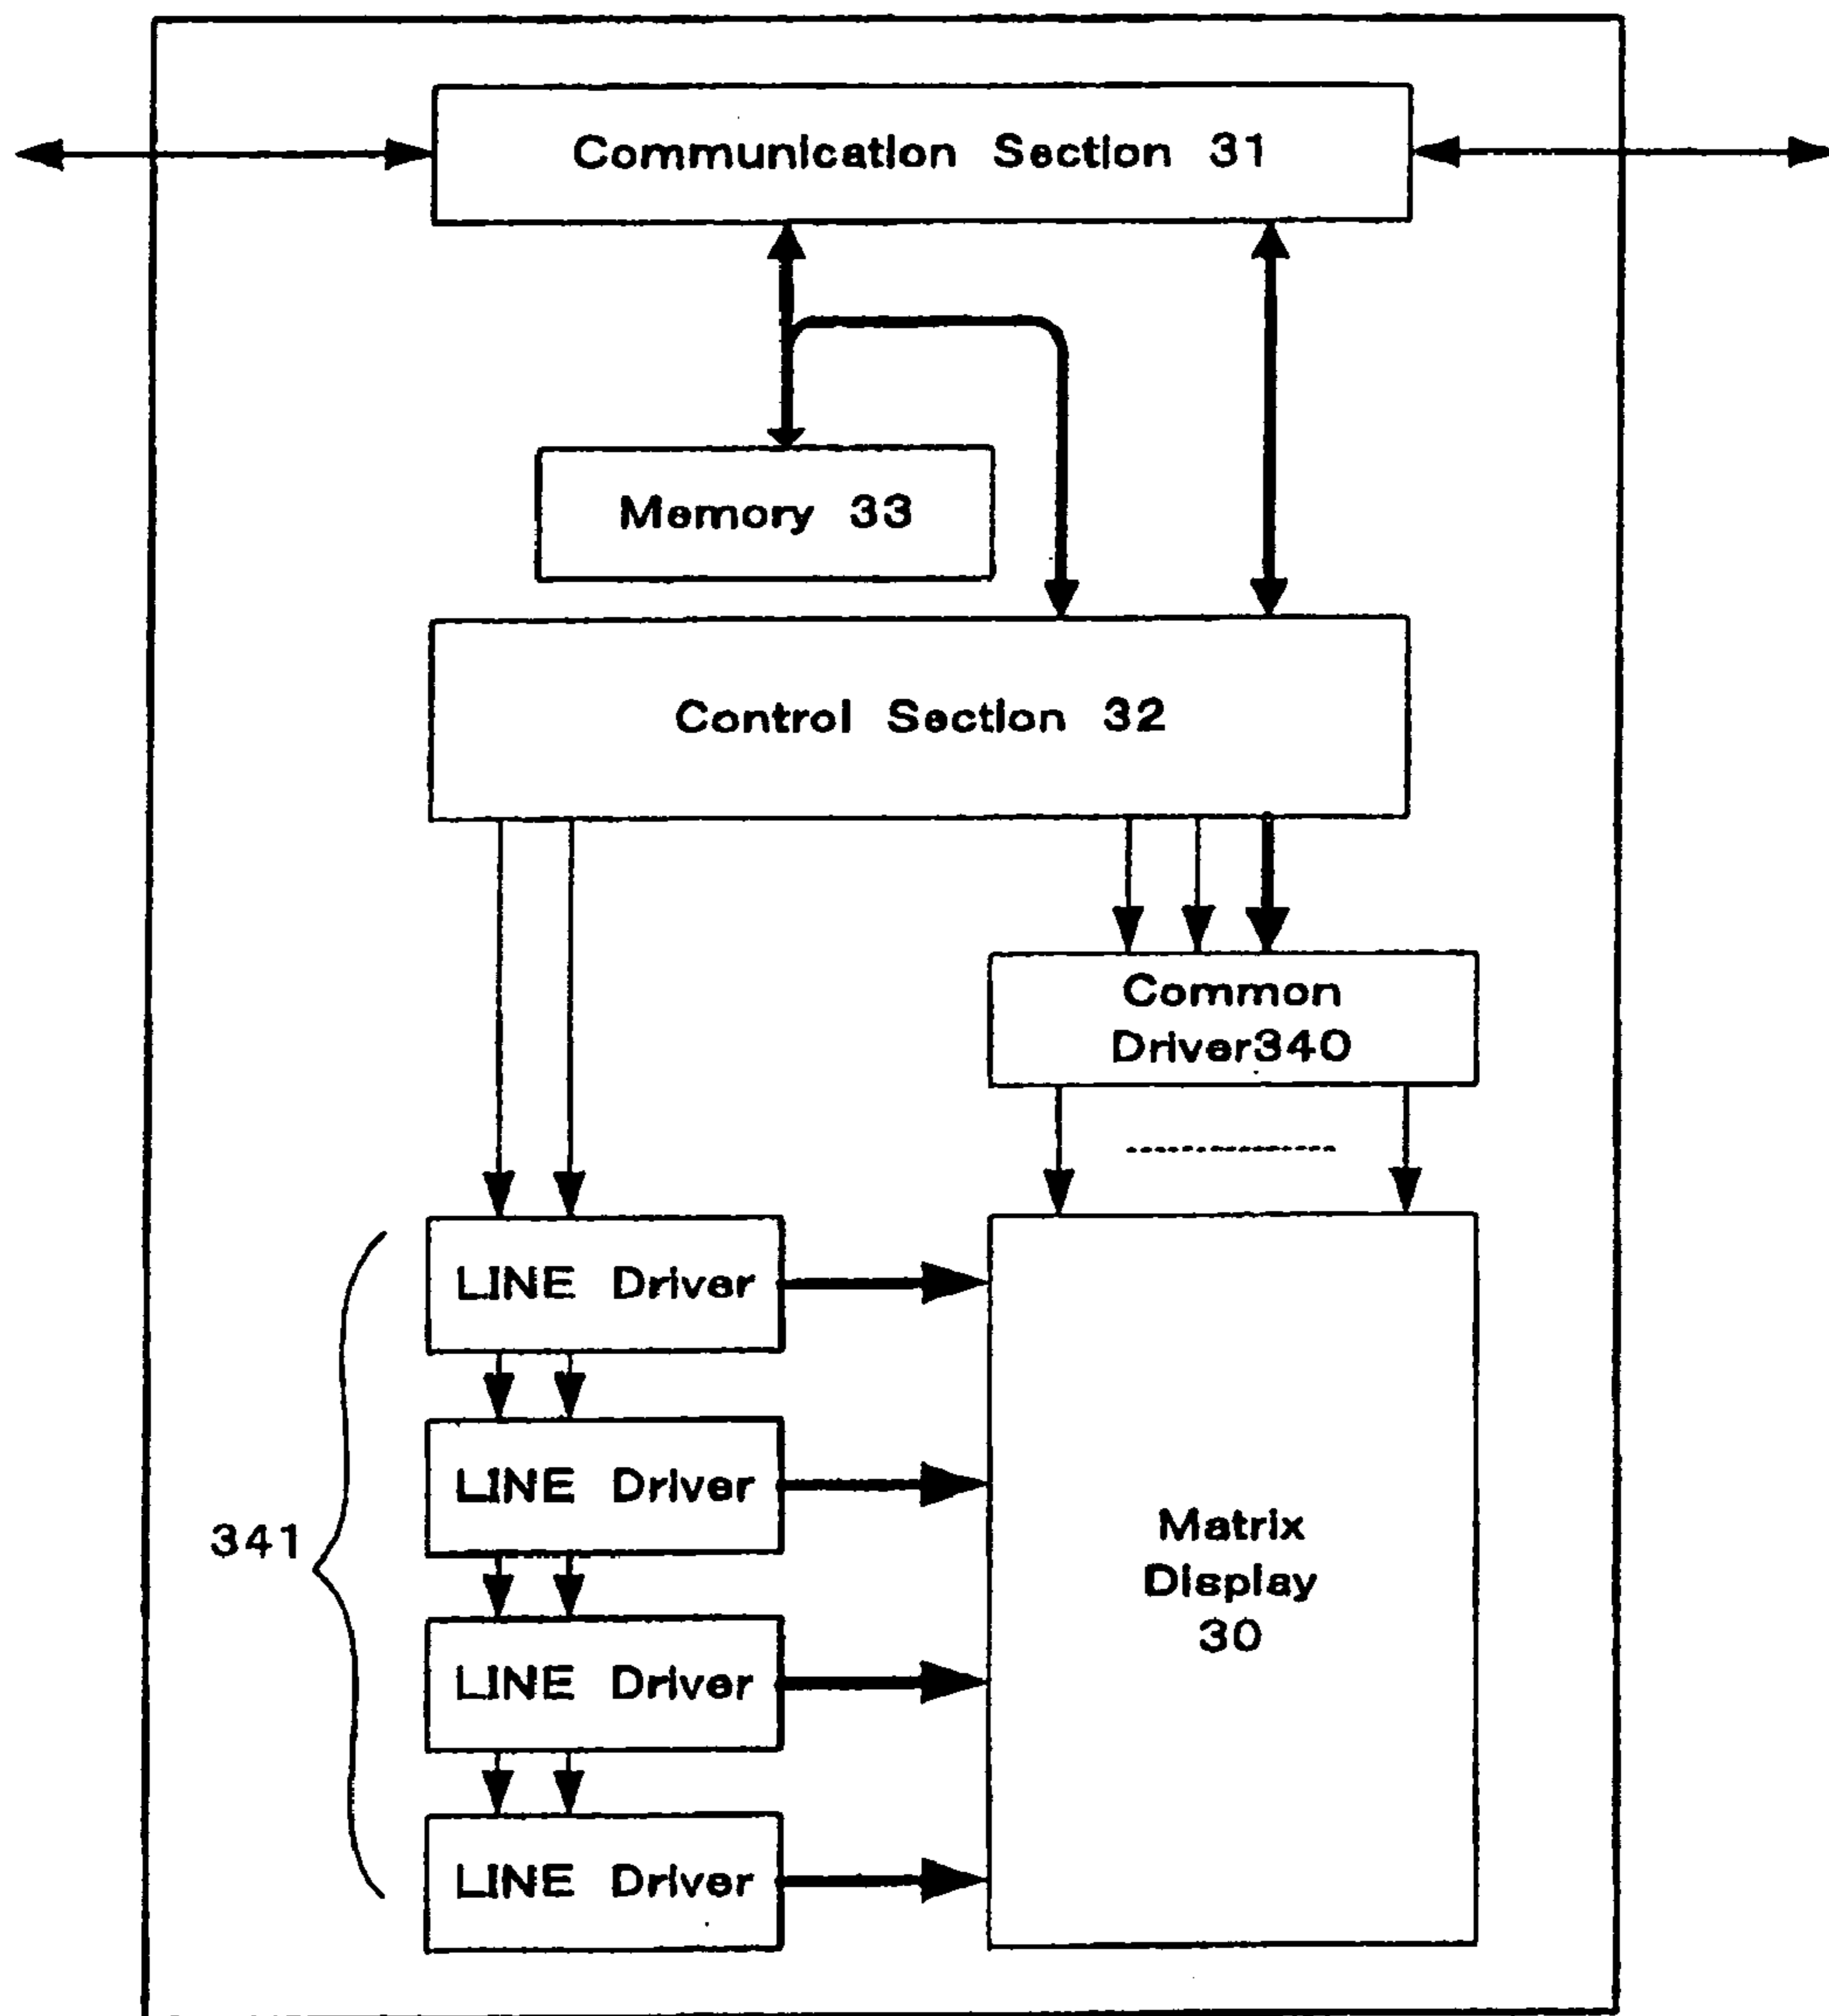 Communication Section 31
Memory 33
Control Section 32
Common
Driver340
LINE Driver
LINE Driver
341
LINE Driver
LINE Driver
Matrix
Display
30